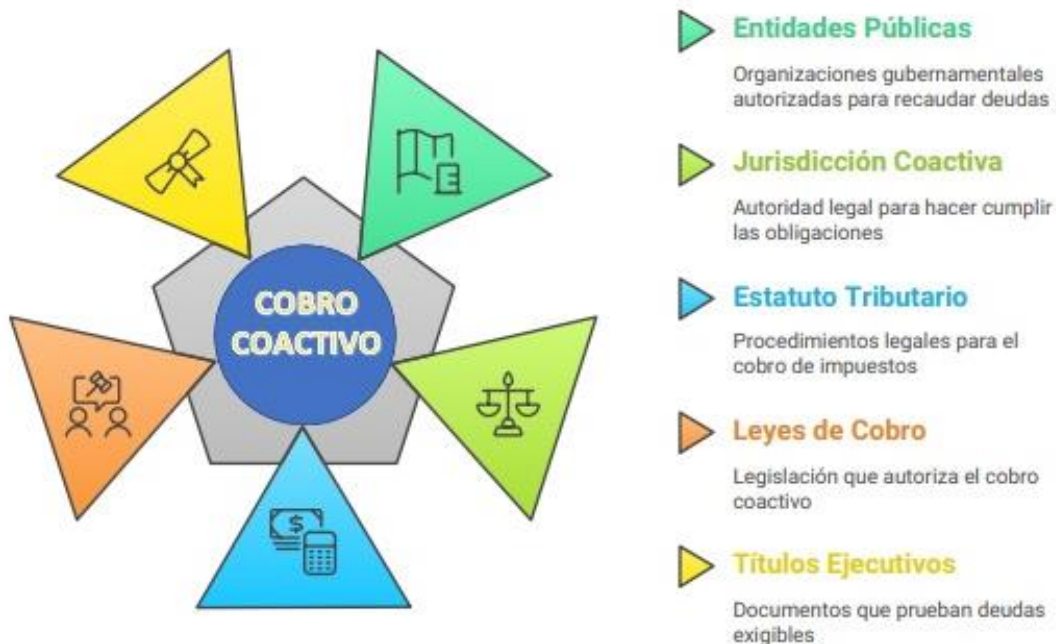 COBRO
COACTIVO
Entidades Públicas
Organizaciones gubernamentales
autorizadas para recaudar deudas
Jurisdicción Coactiva
Autoridad legal para hacer cumplir
las obligaciones
Estatuto Tributario
Procedimientos legales para el
cobro de impuestos
Leyes de Cobro
Legislación que autoriza el cobro
coactivo
Títulos Ejecutivos
Documentos que prueban deudas
exigibles